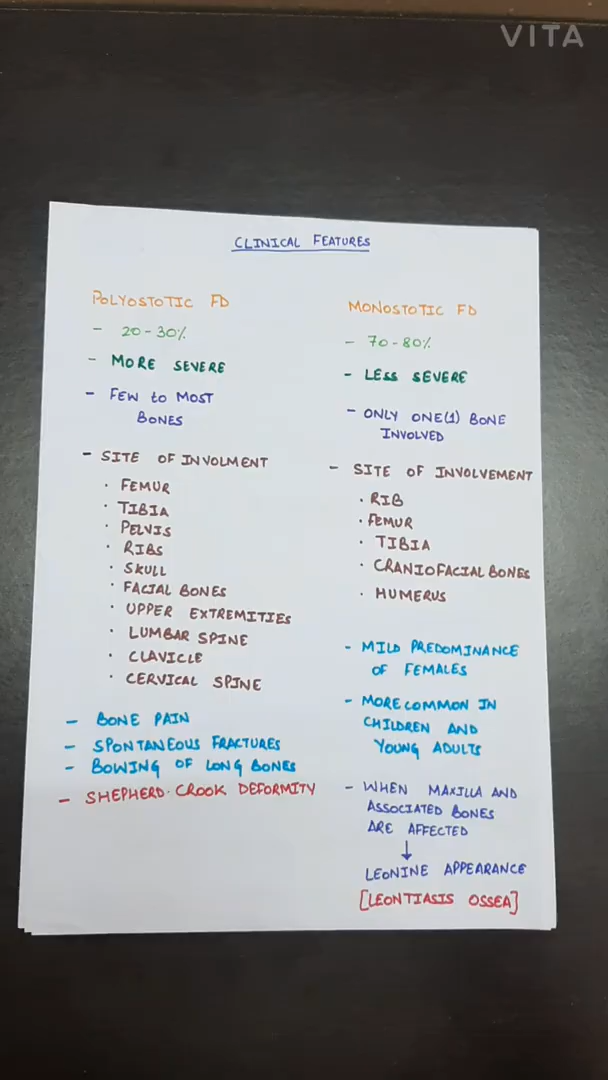 VITA
CLINICAL FEATURES
POLYOSTOTIC FD
- 20-30%
- MORE SEVERE
- FEW to MOST
BONES
- SITE OF INVOLMENT
· FEMUR
· TIBIA
· PELVIS
· RIBS
· SKULL
· FACIAL BONES
· UPPER EXTREMITIES
· LUMBAR SPINE
· CLAVICLE
· CERVICAL SPINE
- BONE PAIN
- SPONTANEOUS FRACTURES
- BOWING OF LONG BONES
- SHEPHERD·CROOK DEFORMITY
MONOSTOTIC FD
- 70-80%
- LESS SEVERE
- ONLY ONE(1) BONE
INVOLVED
- SITE OF INVOLVEMENT
· RIB
· FEMUR
· TIBIA
· CRANIOFACIAL BONES
· HUMERUS
- MILD PREDOMINANCE
OF FEMALES
- MORE COMMON IN
CHILDREN AND
YOUNG ADULTS
- WHEN MAXILLA AND
ASSOCIATED BONES
ARE AFFECTED
↓
LEONINE APPEARANCE
[LEONTIASIS OSSEA]